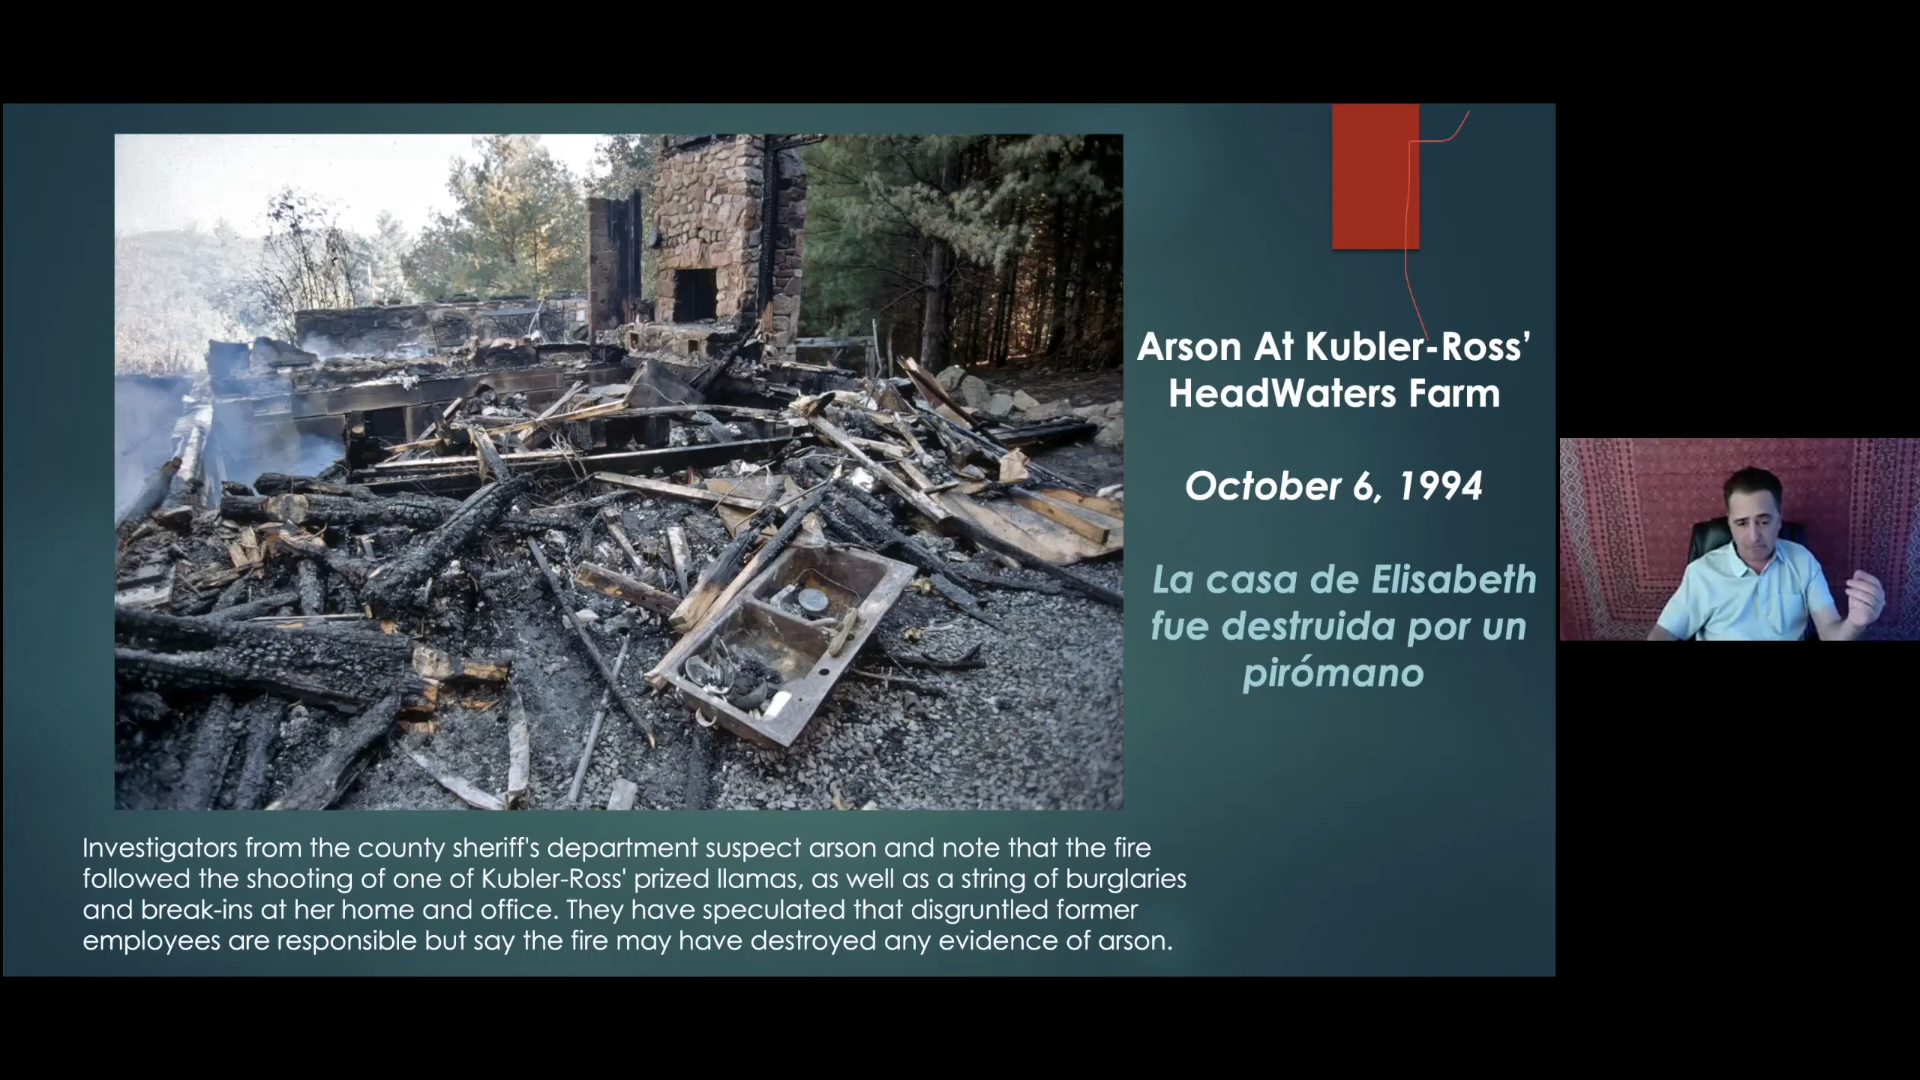 Arson At Kubler-Ross’
HeadWaters Farm
October 6, 1994
La casa de Elisabeth
fue destruida por un
pirómano
Investigators from the county sheriff's department suspect arson and note that the fire
followed the shooting of one of Kubler-Ross' prized llamas, as well as a string of burglaries
and break-ins at her home and office. They have speculated that disgruntled former
employees are responsible but say the fire may have destroyed any evidence of arson.